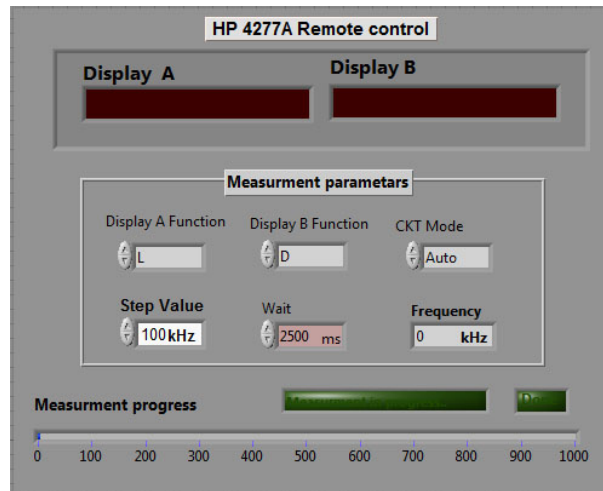 HP 4277A Remote control
Display A
Display B
Measurment parametars
Display A Function
Display B Function
CKT Mode
L
D
Auto
Step Value
Wait
Frequency
100 kHz
2500 ms
0 kHz
Measurment progress
0 100 200 300 400 500 600 700 800 900 1000